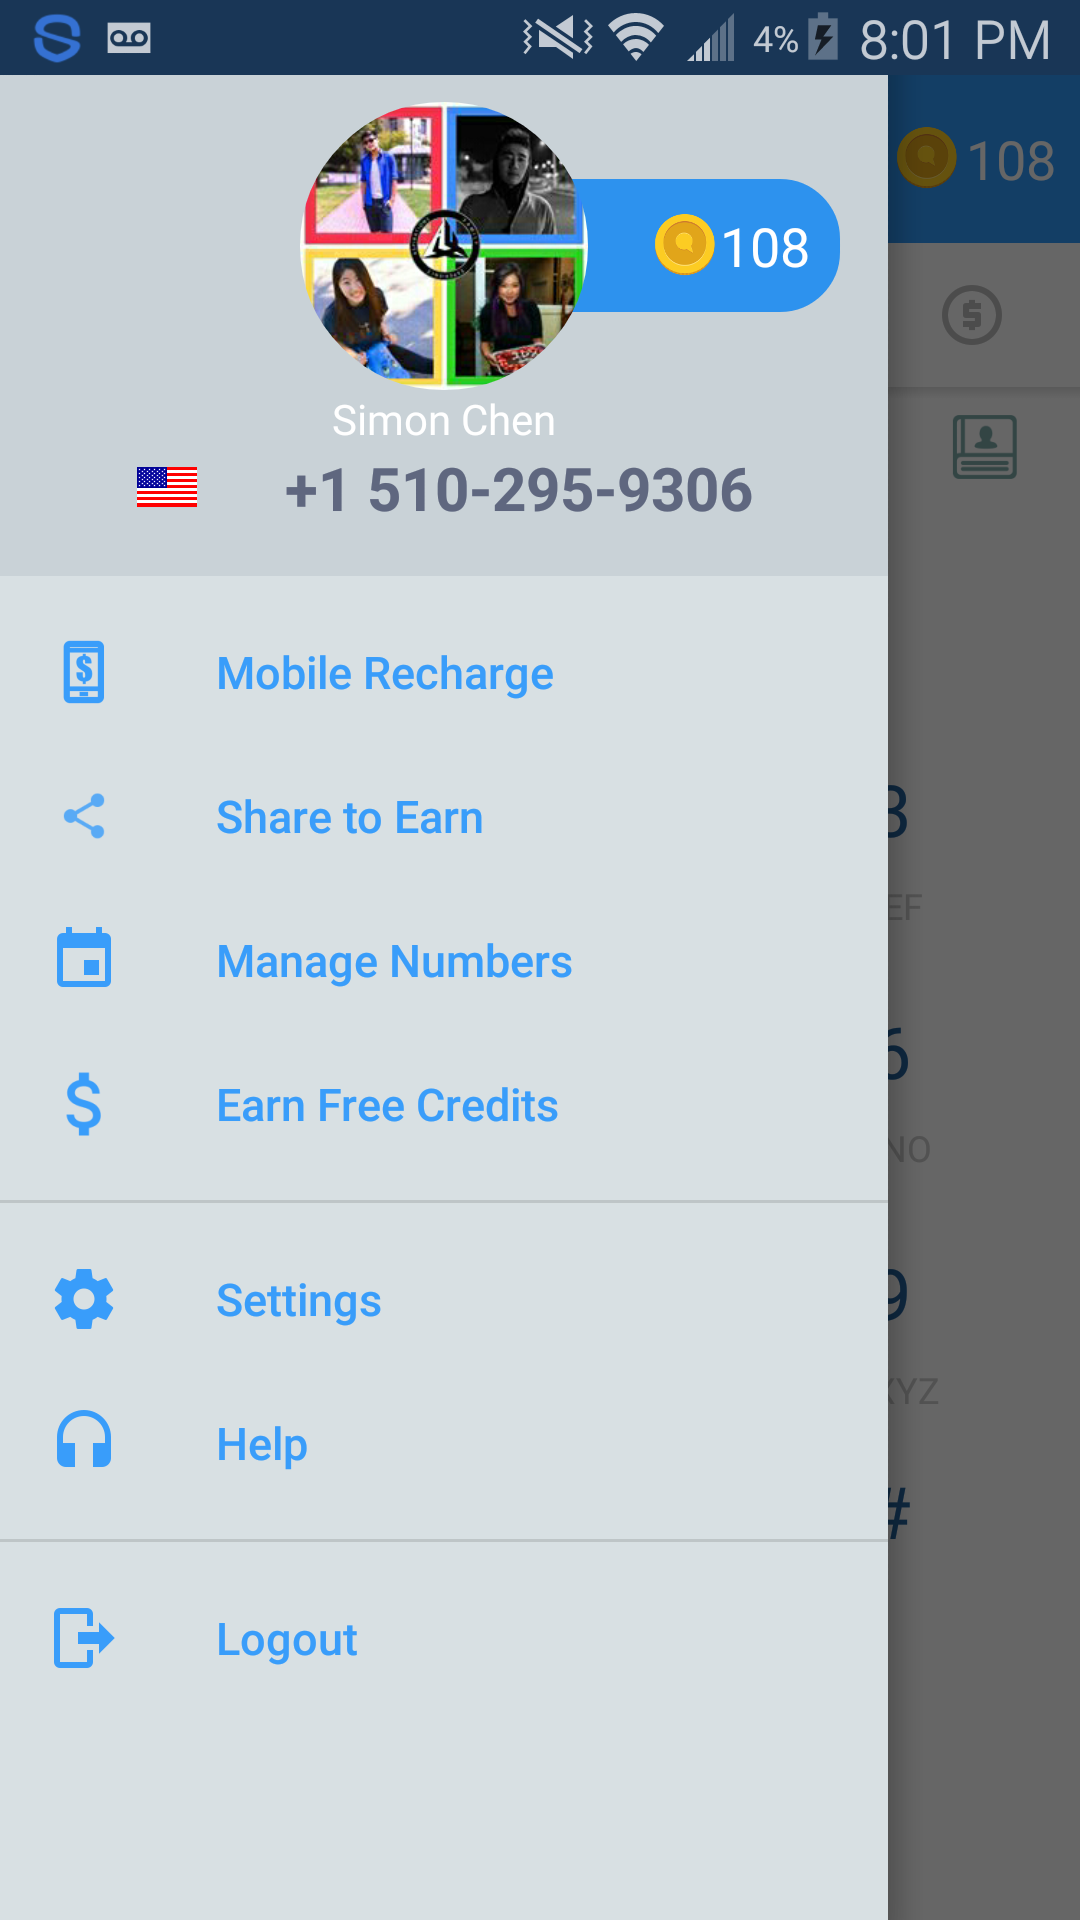 4% 8:01 PM
108
108
Simon Chen
+1 510-295-9306
Mobile Recharge
Share to Earn
Manage Numbers
Earn Free Credits
Settings
Help
Logout
3
EF
6
NO
9
XYZ
#